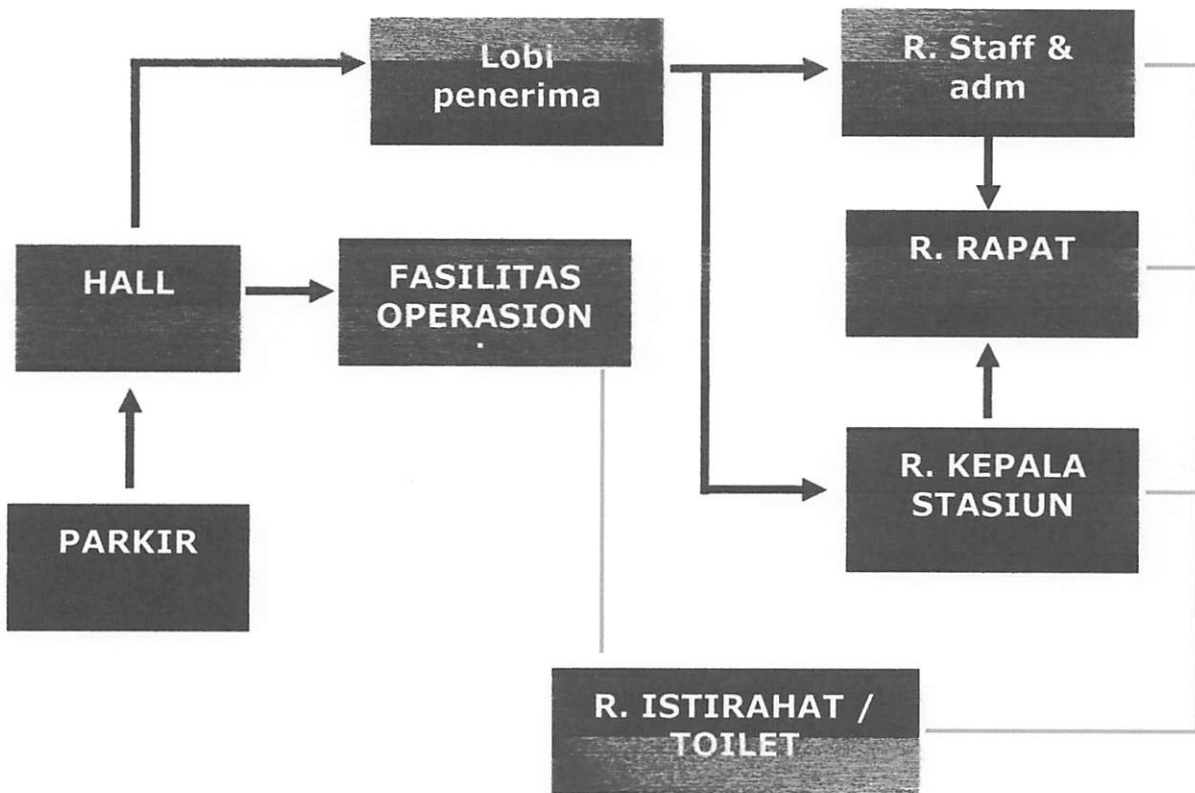 Lobi
penerima
R. Staff &
adm
HALL
FASILITAS
OPERASION
R. RAPAT
PARKIR
R. KEPALA
STASIUN
R. ISTIRAHAT /
TOILET